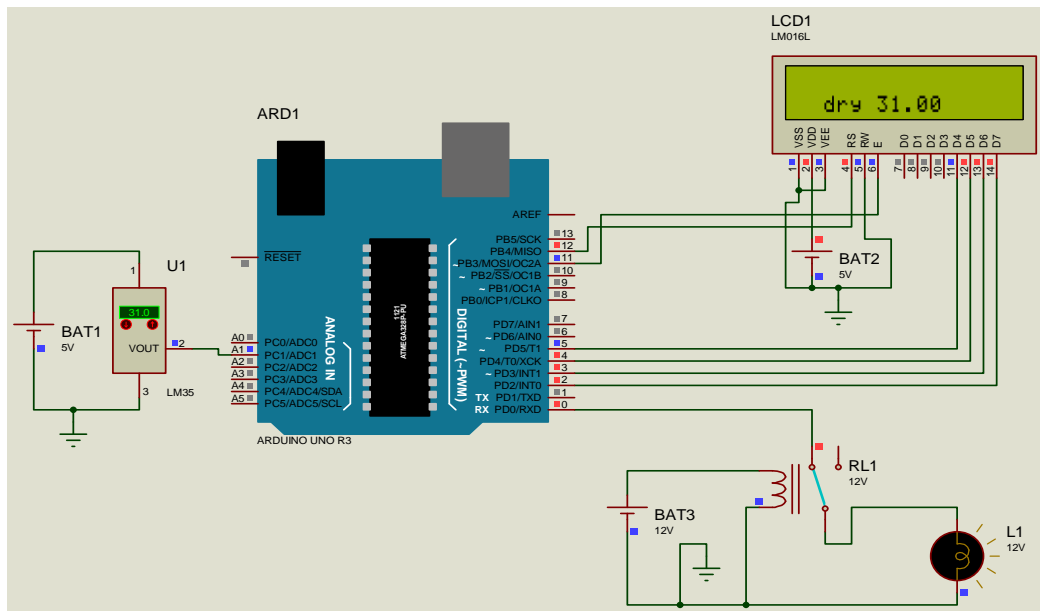 LCD1
LM016L
dry 31.00
VSS
VDD
VEE
RS
RW
E
D0
D1
D2
D3
D4
D5
D6
D7
1
2
3
4
5
6
7
8
9
10
11
12
13
14
BAT2
5V
ARD1
AREF
RESET
PB5/SCK 13
PB4/MISO 12
~PB3/MOSI/OC2A 11
~ PB2/SS/OC1B 10
~ PB1/OC1A 9
PB0/ICP1/CLKO 8
PD7/AIN1 7
~ PD6/AIN0 6
~ PD5/T1 5
PD4/T0/XCK 4
~ PD3/INT1 3
PD2/INT0 2
TX PD1/TXD 1
RX PD0/RXD 0
DIGITAL (~PWM)
1121
ATMEGA328P-PU
ANALOG IN
A0 PC0/ADC0
A1 PC1/ADC1
A2 PC2/ADC2
A3 PC3/ADC3
A4 PC4/ADC4/SDA
A5 PC5/ADC5/SCL
ARDUINO UNO R3
U1
1
31.0
VOUT 2
3
LM35
BAT1
5V
RL1
12V
BAT3
12V
L1
12V